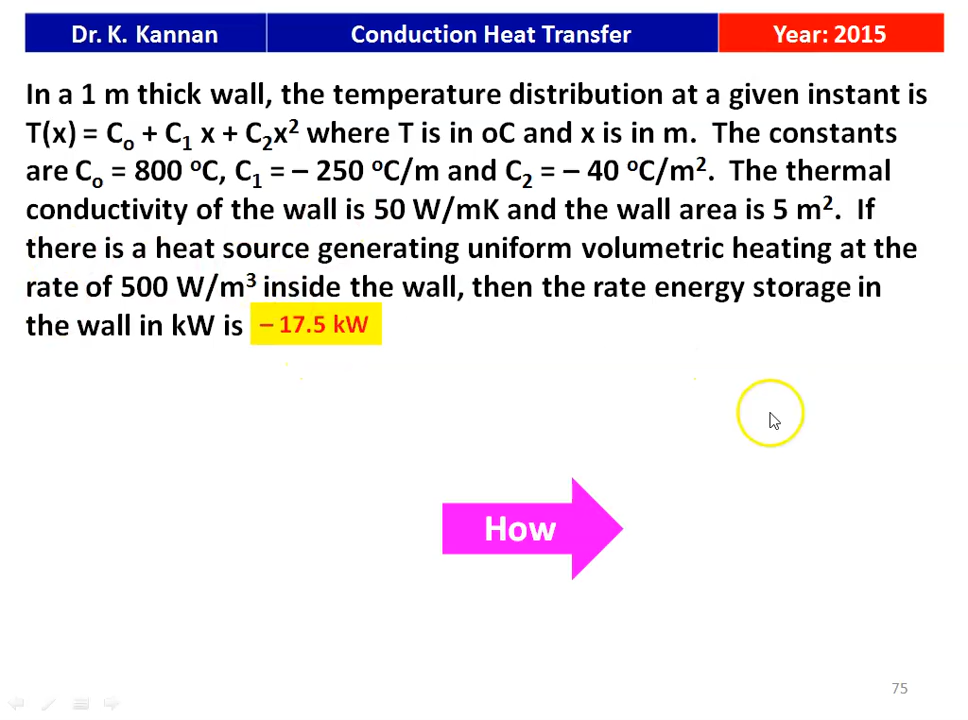 Dr. K. Kannan
Conduction Heat Transfer
Year: 2015
In a 1 m thick wall, the temperature distribution at a given instant is
T(x) = Cₒ + C₁ x + C₂x² where T is in oC and x is in m. The constants
are Cₒ = 800 ᵒC, C₁ = – 250 ᵒC/m and C₂ = – 40 ᵒC/m². The thermal
conductivity of the wall is 50 W/mK and the wall area is 5 m². If
there is a heat source generating uniform volumetric heating at the
rate of 500 W/m³ inside the wall, then the rate energy storage in
the wall in kW is – 17.5 kW
How
75